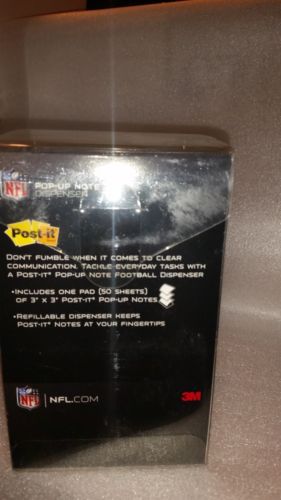 NFL POP-UP NOTE
DISPENSER
Post-it
DON'T FUMBLE WHEN IT COMES TO CLEAR
COMMUNICATION. TACKLE EVERYDAY TASKS WITH
A POST-IT® POP-UP NOTE FOOTBALL DISPENSER
•INCLUDES ONE PAD (50 SHEETS)
OF 3" X 3" POST-IT® POP-UP NOTES
•REFILLABLE DISPENSER KEEPS
POST-IT® NOTES AT YOUR FINGERTIPS
NFL | NFL.COM 3M